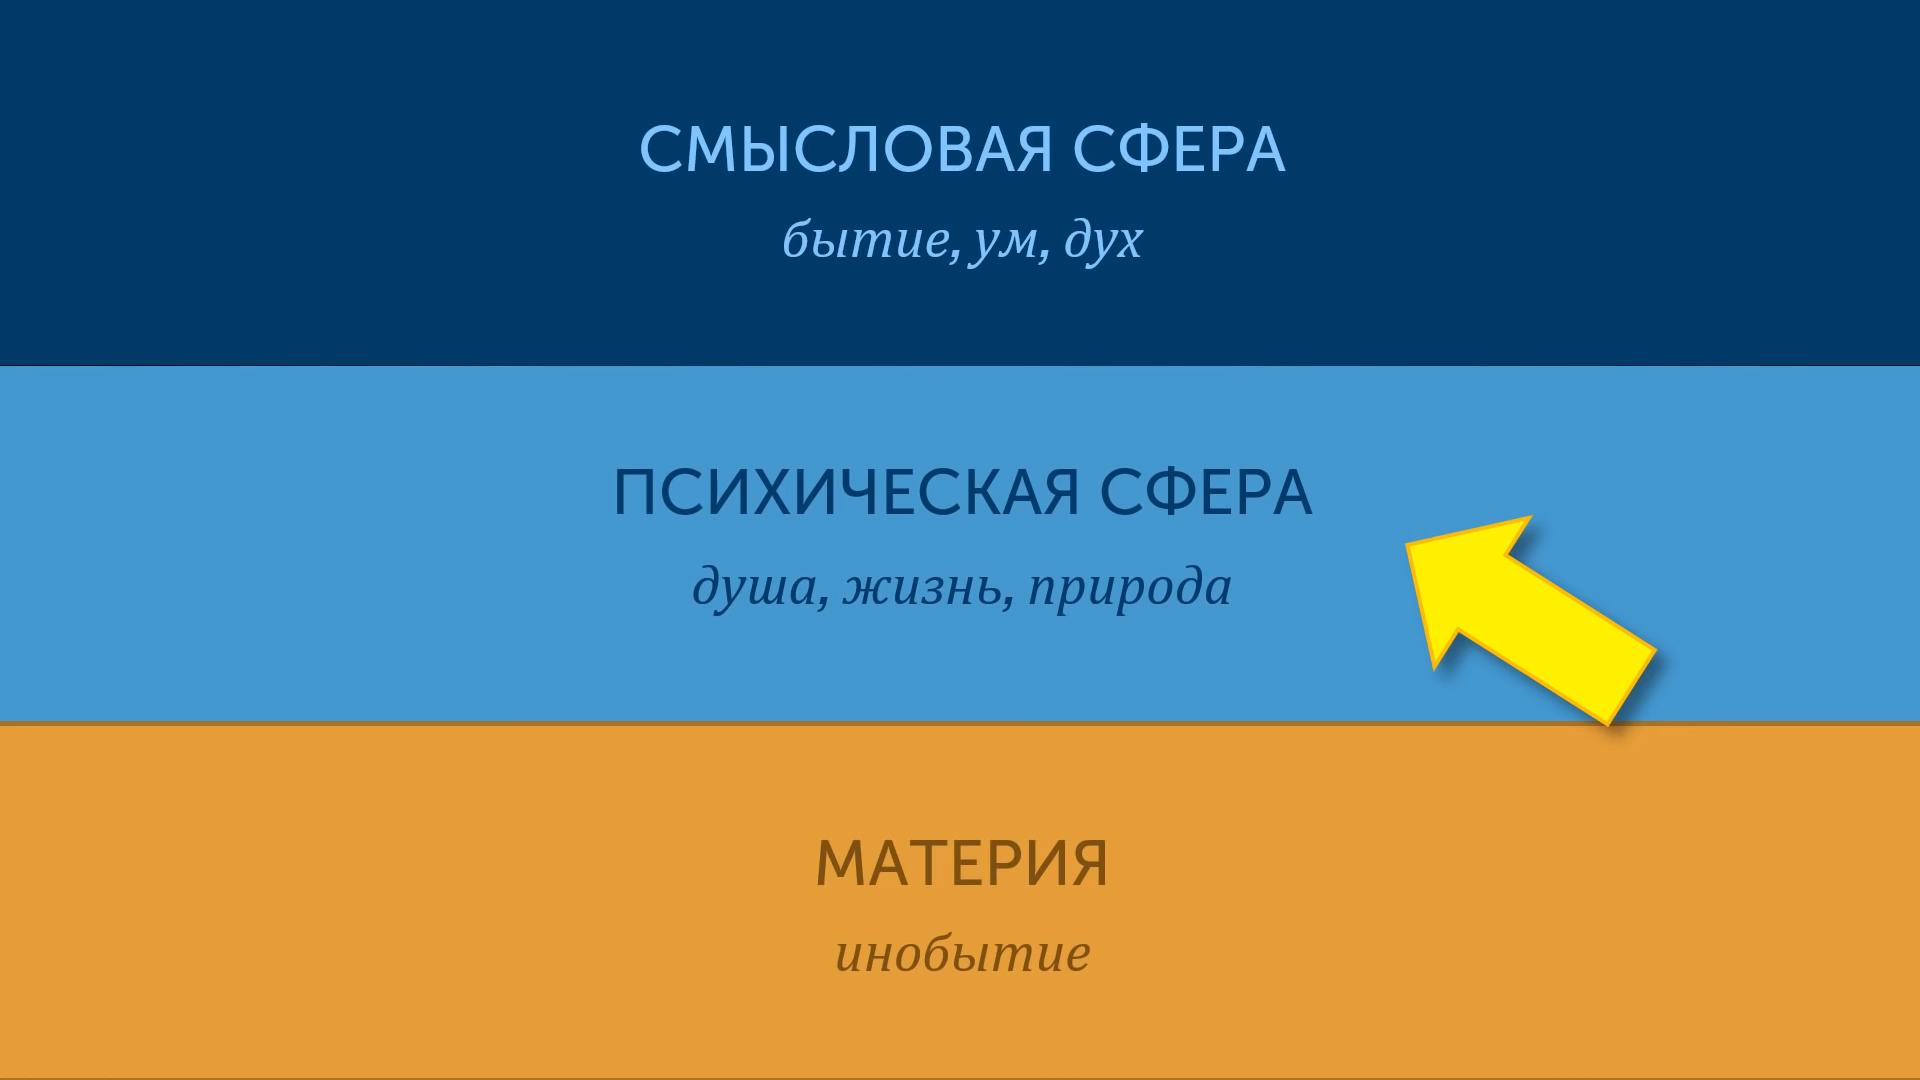 СМЫСЛОВАЯ СФЕРА
бытие, ум, дух
ПСИХИЧЕСКАЯ СФЕРА
душа, жизнь, природа
МАТЕРИЯ
инобытие